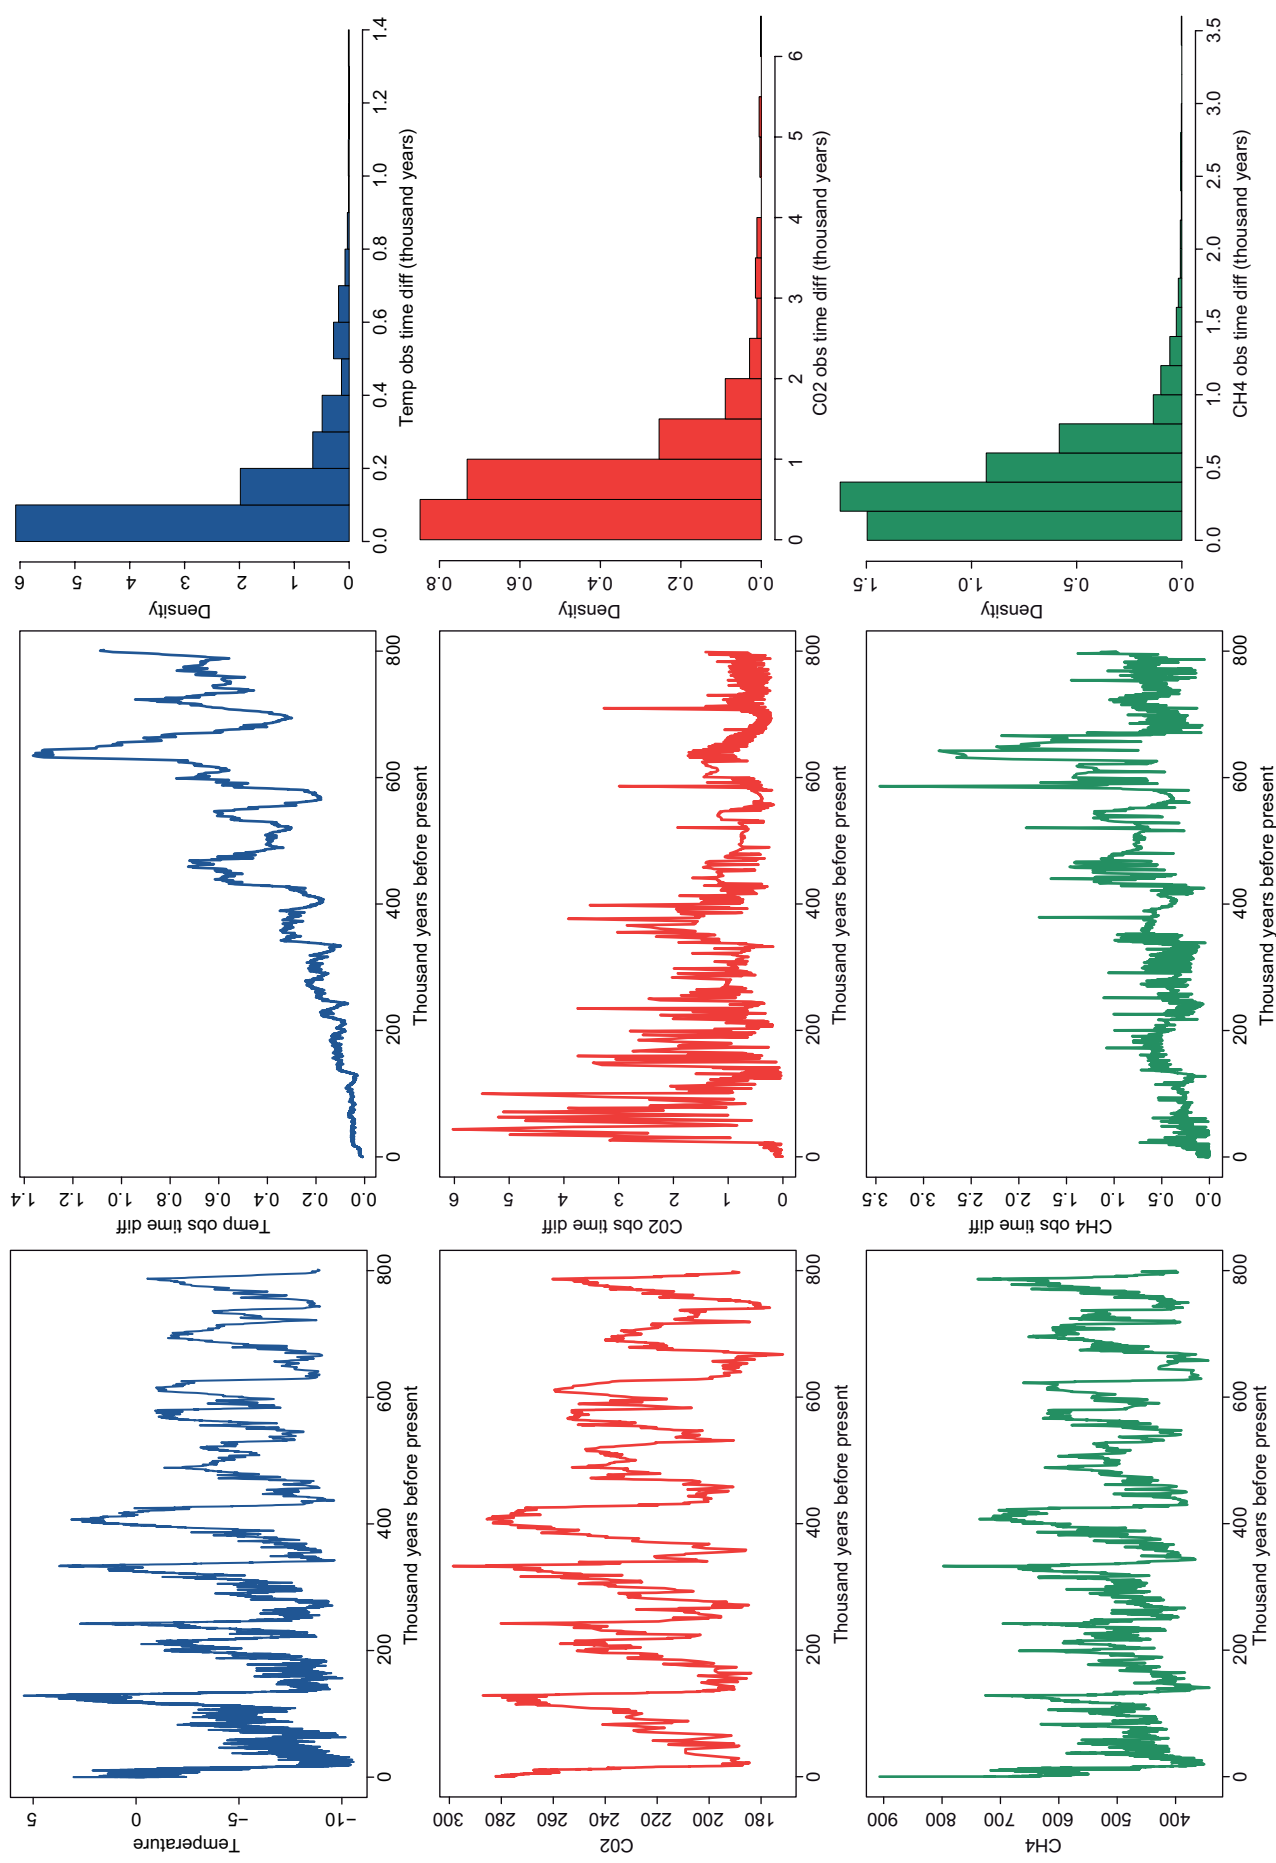 Temperature
5 0 −5 −10
0 200 400 600 800
Thousand years before present
Temp obs time diff
1.4 1.2 1.0 0.8 0.6 0.4 0.2 0.0
0 200 400 600 800
Thousand years before present
Density
6 5 4 3 2 1 0
0.0 0.2 0.4 0.6 0.8 1.0 1.2 1.4
Temp obs time diff (thousand years)
C02
300 280 260 240 220 200 180
0 200 400 600 800
Thousand years before present
C02 obs time diff
6 5 4 3 2 1 0
0 200 400 600 800
Thousand years before present
Density
0.8 0.6 0.4 0.2 0.0
0 1 2 3 4 5 6
C02 obs time diff (thousand years)
CH4
900 800 700 600 500 400
0 200 400 600 800
Thousand years before present
CH4 obs time diff
3.5 3.0 2.5 2.0 1.5 1.0 0.5 0.0
0 200 400 600 800
Thousand years before present
Density
1.5 1.0 0.5 0.0
0.0 0.5 1.0 1.5 2.0 2.5 3.0 3.5
CH4 obs time diff (thousand years)